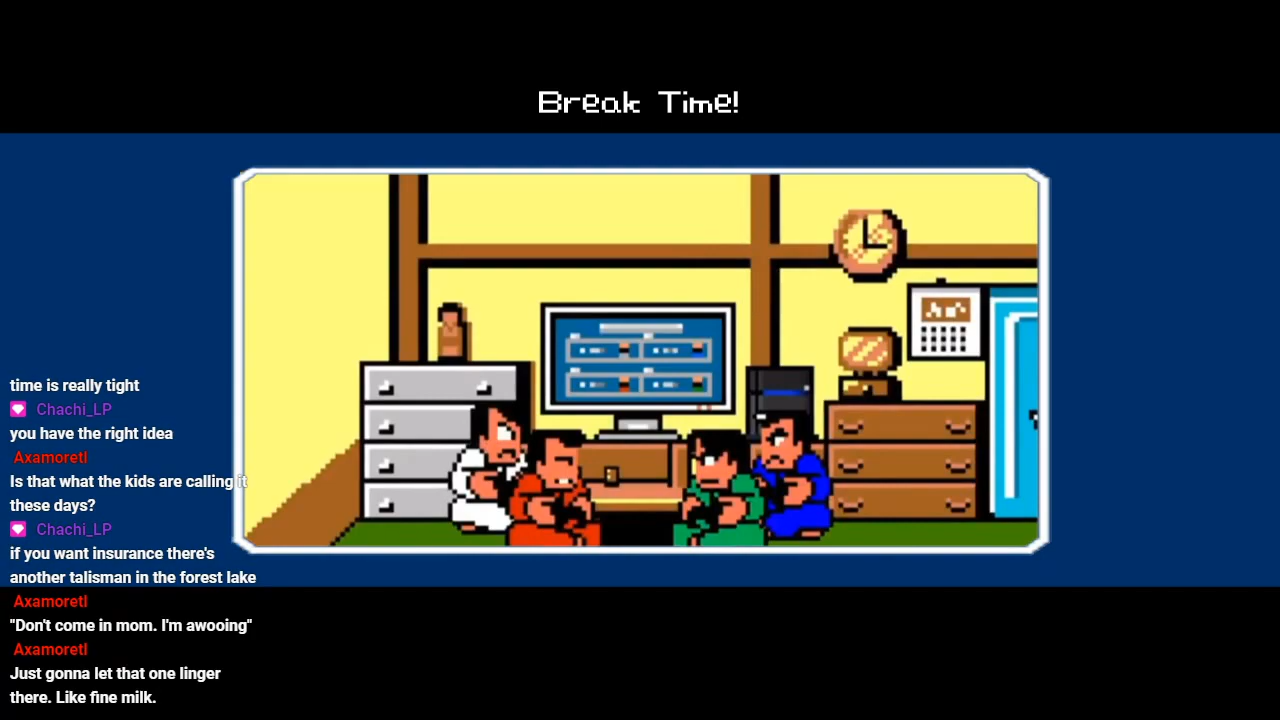 Break Time!
time is really tight
Chachi_LP
you have the right idea
Axamoretl
Is that what the kids are calling it
these days?
Chachi_LP
if you want insurance there's
another talisman in the forest lake
Axamoretl
"Don't come in mom. I'm awooing"
Axamoretl
Just gonna let that one linger
there. Like fine milk.